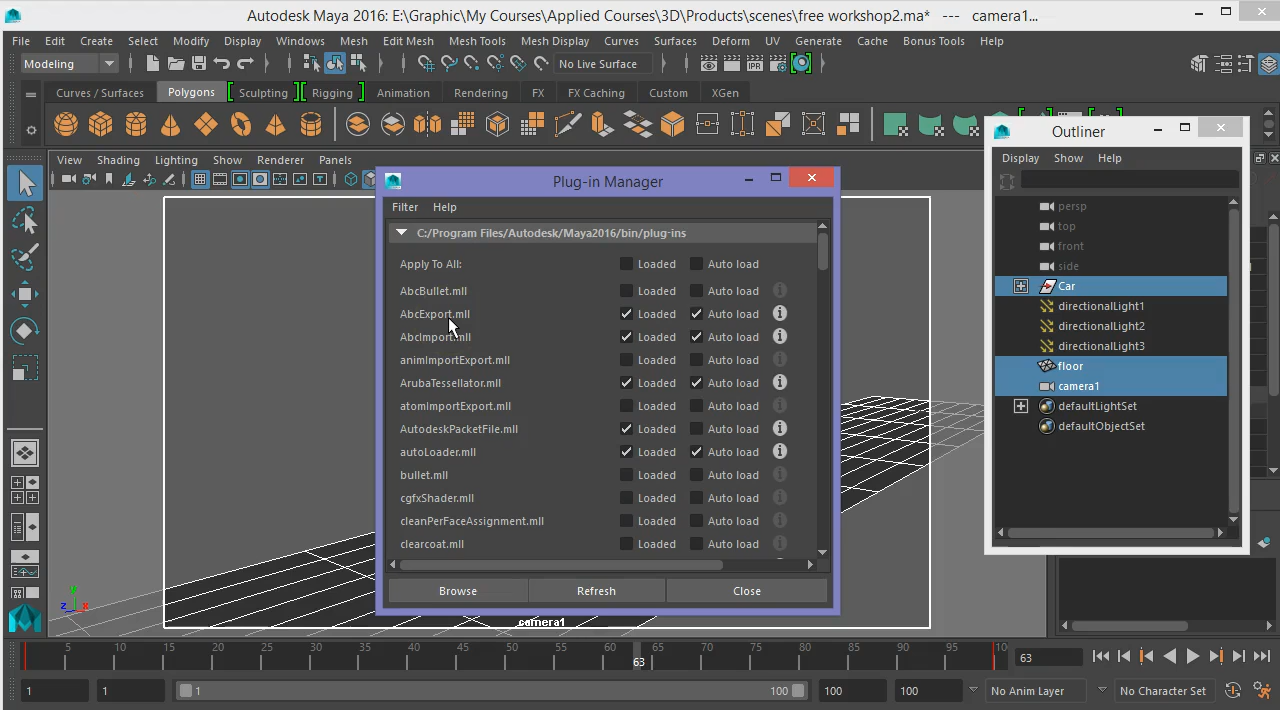 Autodesk Maya 2016: E:\Graphic\My Courses\Applied Courses\3D\Products\scenes\free workshop2.ma* --- camera1...
File Edit Create Select Modify Display Windows Mesh Edit Mesh Mesh Tools Mesh Display Curves Surfaces Deform UV Generate Cache Bonus Tools Help
Modeling No Live Surface
Curves / Surfaces Polygons Sculpting Rigging Animation Rendering FX FX Caching Custom XGen
View Shading Lighting Show Renderer Panels
Plug-in Manager
Filter Help
C:/Program Files/Autodesk/Maya2016/bin/plug-ins
Apply To All: Loaded Auto load
AbcBullet.mll Loaded Auto load
AbcExport.mll Loaded Auto load
AbcImport.mll Loaded Auto load
animImportExport.mll Loaded Auto load
ArubaTessellator.mll Loaded Auto load
atomImportExport.mll Loaded Auto load
AutodeskPacketFile.mll Loaded Auto load
autoLoader.mll Loaded Auto load
bullet.mll Loaded Auto load
cgfxShader.mll Loaded Auto load
cleanPerFaceAssignment.mll Loaded Auto load
clearcoat.mll Loaded Auto load
Browse Refresh Close
Outliner
Display Show Help
persp
top
front
side
Car
directionalLight1
directionalLight2
directionalLight3
floor
camera1
defaultLightSet
defaultObjectSet
y
z x
camera1
5 10 15 20 25 30 35 40 45 50 55 60 65 70 75 80 85 90 95 10
63
63
1 1 1 100 100 100 No Anim Layer No Character Set